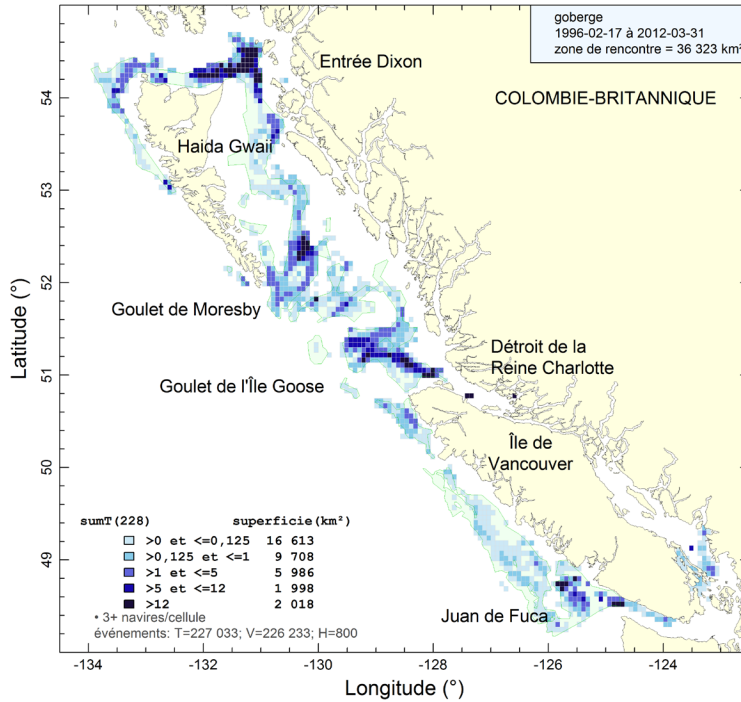 goberge
1996-02-17 à 2012-03-31
zone de rencontre = 36 323 km²
Entrée Dixon
COLOMBIE-BRITANNIQUE
Haida Gwaii
Goulet de Moresby
Détroit de la
Reine Charlotte
Goulet de l'Île Goose
Île de
Vancouver
Juan de Fuca
sumT(228) superficie(km²)
>0 et <=0,125 16 613
>0,125 et <=1 9 708
>1 et <=5 5 986
>5 et <=12 1 998
>12 2 018
• 3+ navires/cellule
événements: T=227 033; V=226 233; H=800
Latitude (°)
54
53
52
51
50
49
-134 -132 -130 -128 -126 -124
Longitude (°)